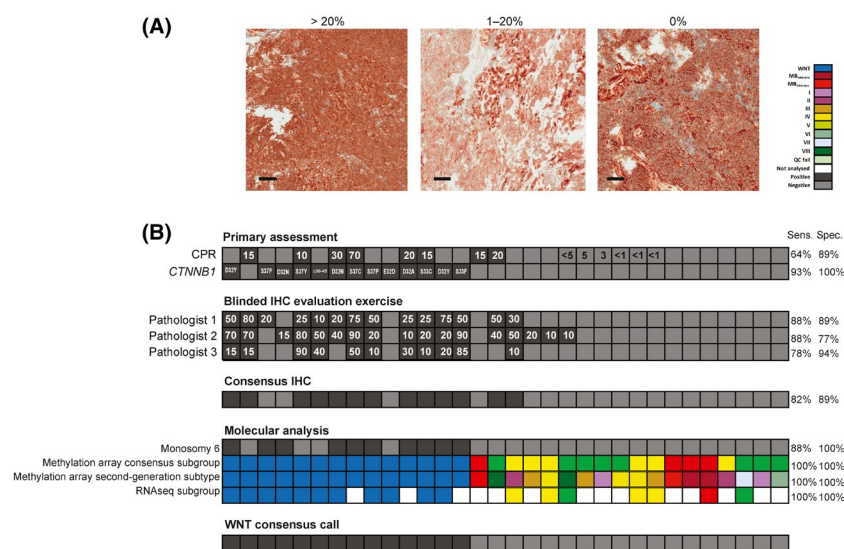 (A)
> 20%
1–20%
0%
WNT
I
II
III
IV
V
VI
VII
VIII
QC fail
Not analysed
Positive
Negative
(B)
Primary assessment
Sens. Spec.
CPR 15 10 30 70 20 15 15 20 <5 5 3 <1 <1 <1 64% 89%
CTNNB1 D32Y S37F D32N S37Y D33N S37C S37P E32D D32A S33C D32Y S35F 93% 100%
Blinded IHC evaluation exercise
Pathologist 1 50 80 20 25 10 20 75 50 25 25 75 50 50 30 88% 89%
Pathologist 2 70 70 15 80 50 40 90 20 10 20 20 90 40 50 20 10 10 88% 77%
Pathologist 3 15 15 90 40 50 10 30 10 20 85 10 78% 94%
Consensus IHC
82% 89%
Molecular analysis
Monosomy 6 88% 100%
Methylation array consensus subgroup 100% 100%
Methylation array second-generation subtype 100% 100%
RNAseq subgroup 100% 100%
WNT consensus call